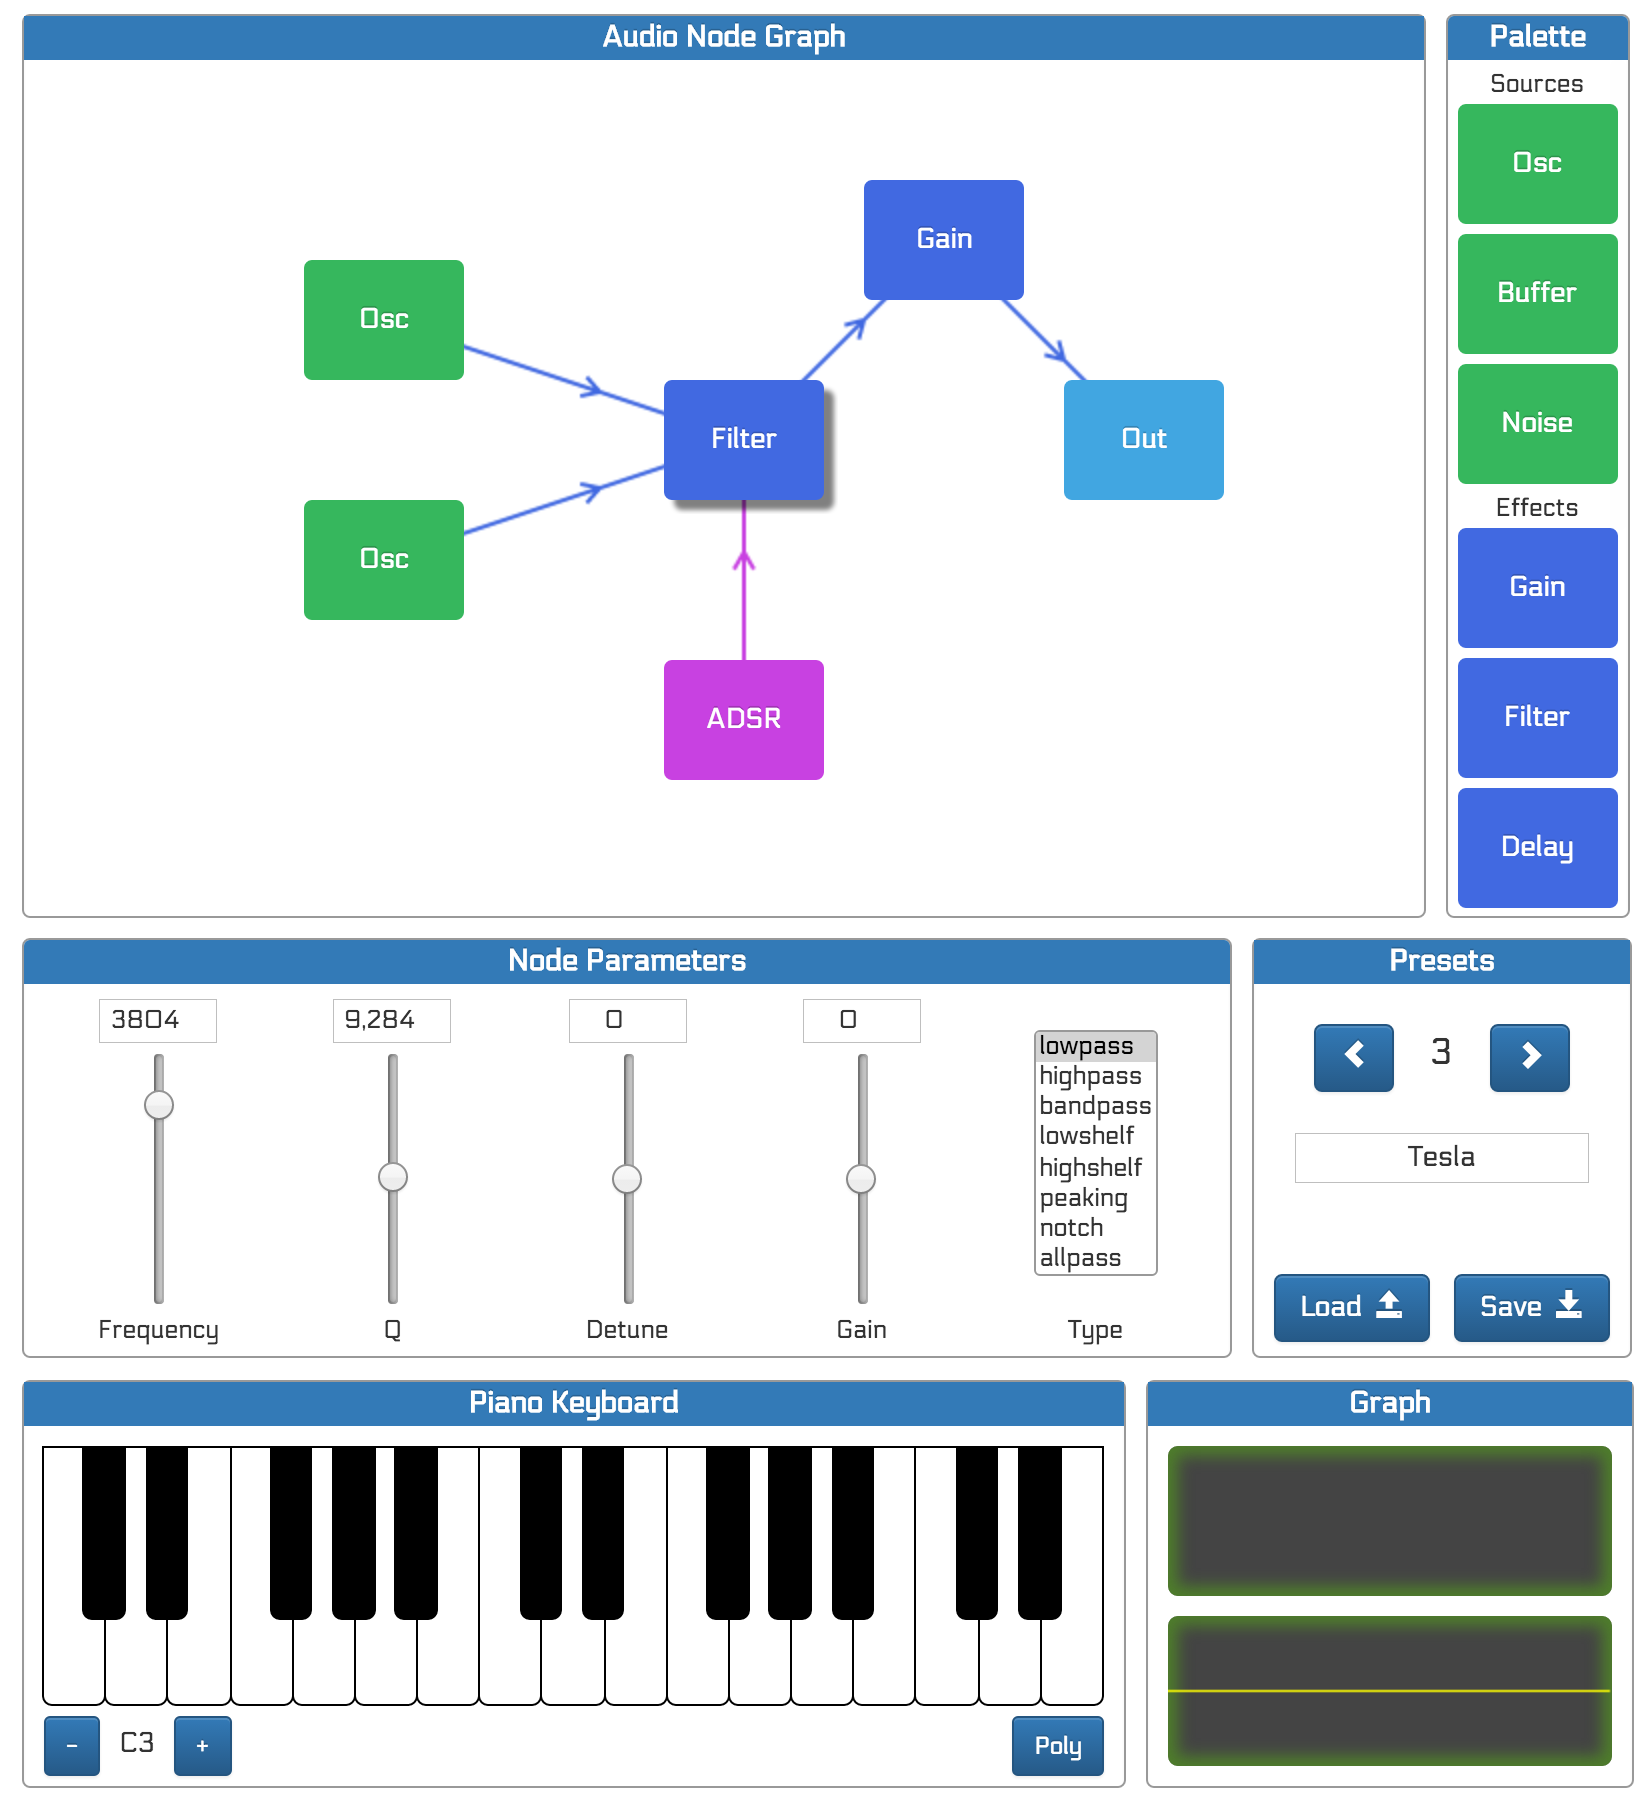 Audio Node Graph
Gain
Osc
Filter
Out
Osc
ADSR
Palette
Sources
Osc
Buffer
Noise
Effects
Gain
Filter
Delay
Node Parameters
3804
9,284
0
0
lowpass
highpass
bandpass
lowshelf
highshelf
peaking
notch
allpass
Frequency
Q
Detune
Gain
Type
Presets
3
Tesla
Load
Save
Piano Keyboard
-
C3
+
Poly
Graph